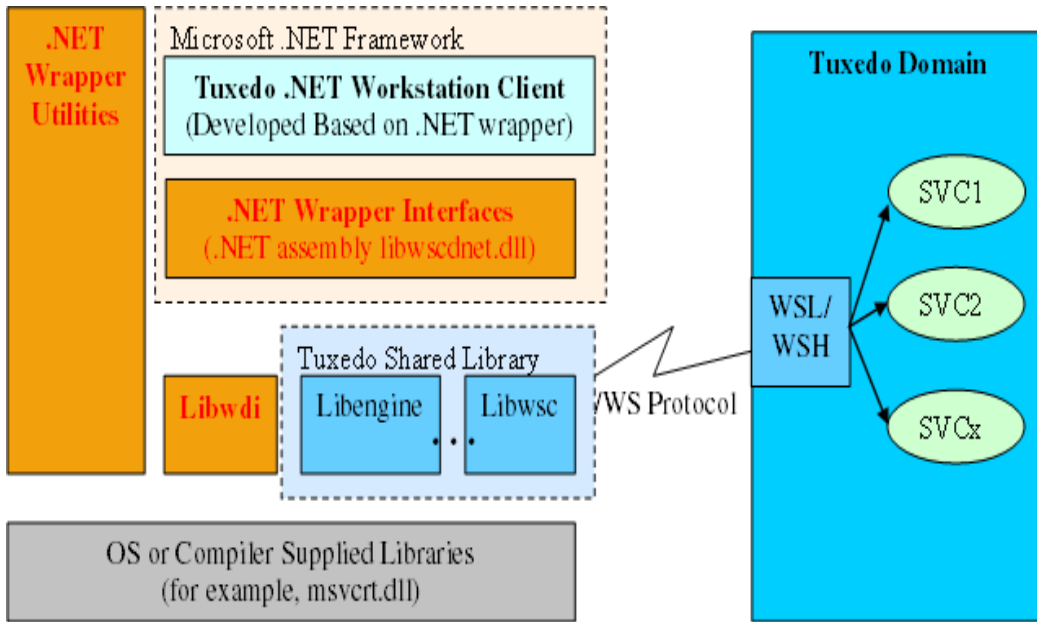 .NET
Wrapper
Utilities
Microsoft .NET Framework
Tuxedo .NET Workstation Client
(Developed Based on .NET wrapper)
.NET Wrapper Interfaces
(.NET assembly libwscdnet.dll)
Tuxedo Shared Library
Libwdi
Libengine
...
Libwsc
/WS Protocol
OS or Compiler Supplied Libraries
(for example, msvcrt.dll)
Tuxedo Domain
WSL/
WSH
SVC1
SVC2
SVCx